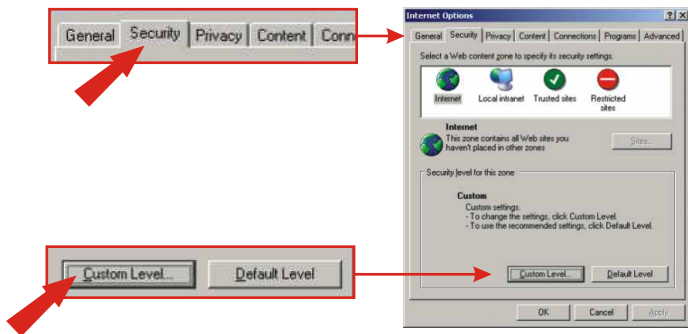 General Security Privacy Content Conn
Custom Level... Default Level
Internet Options
General Security Privacy Content Connections Programs Advanced
Select a Web content zone to specify its security settings.
Internet Local intranet Trusted sites Restricted
sites
Internet
This zone contains all Web sites you
haven't placed in other zones
Sites...
Security level for this zone
Custom
Custom settings.
- To change the settings, click Custom Level.
- To use the recommended settings, click Default Level.
Custom Level... Default Level
OK Cancel Apply